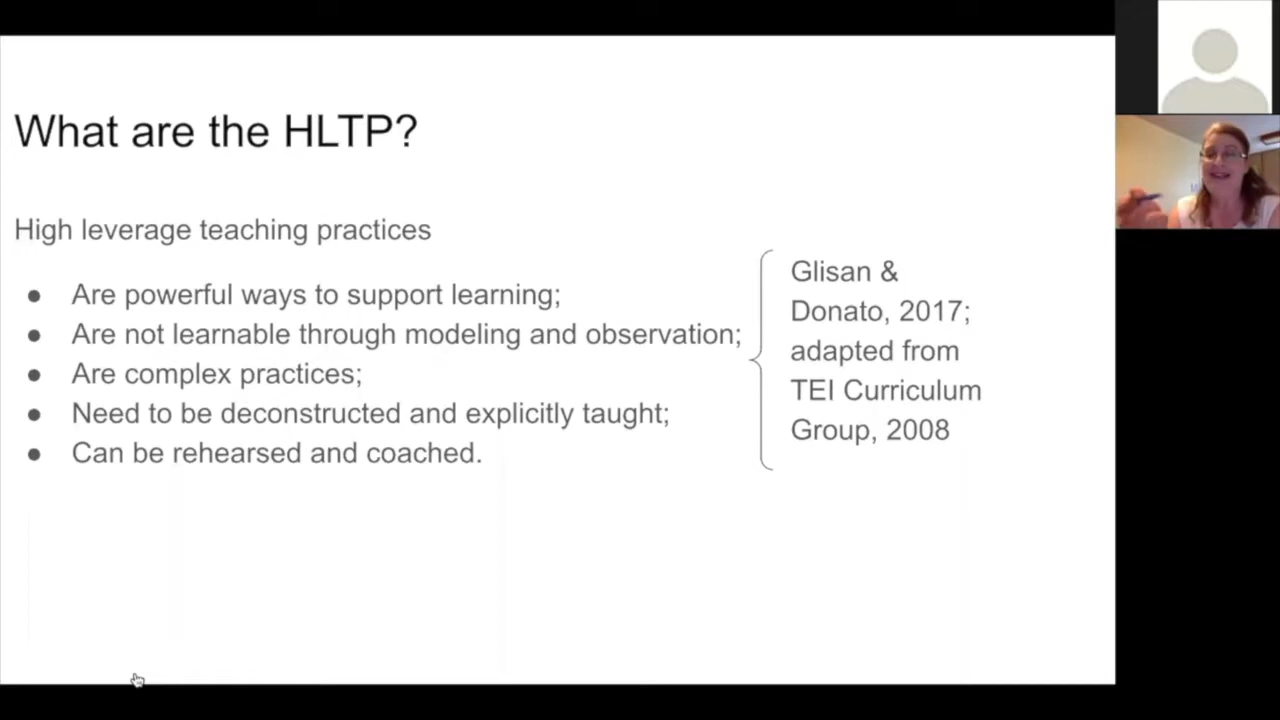 What are the HLTP?
High leverage teaching practices
● Are powerful ways to support learning;
● Are not learnable through modeling and observation;
● Are complex practices;
● Need to be deconstructed and explicitly taught;
● Can be rehearsed and coached.
Glisan &
Donato, 2017;
adapted from
TEI Curriculum
Group, 2008